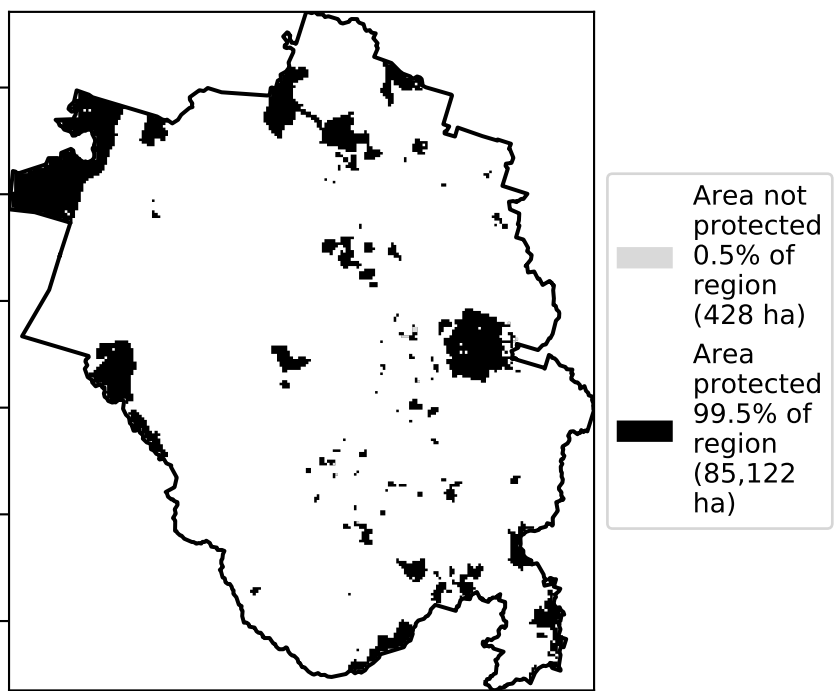 Area not
protected
0.5% of
region
(428 ha)
Area
protected
99.5% of
region
(85,122
ha)